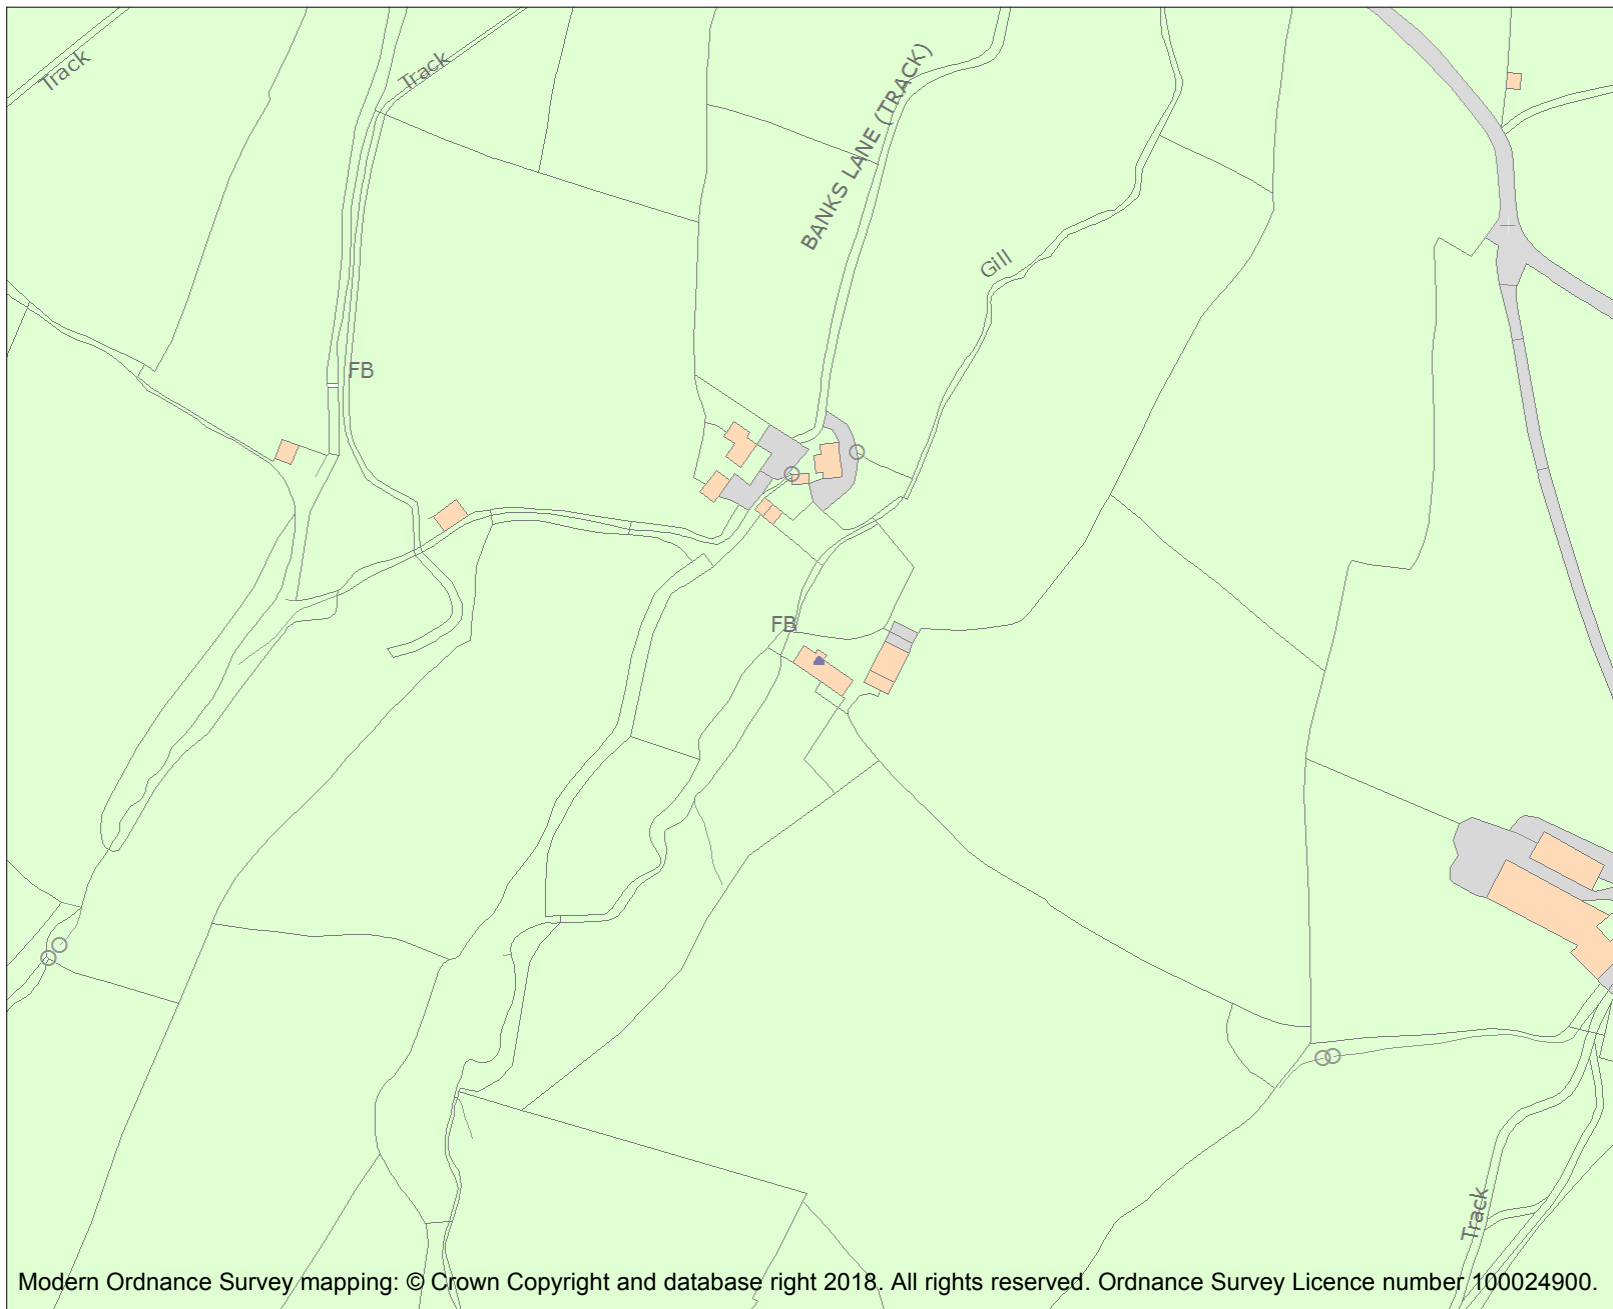 Track
Track
BANKS LANE (TRACK)
Gill
FB
FB
Track
Modern Ordnance Survey mapping: © Crown Copyright and database right 2018. All rights reserved. Ordnance Survey Licence number 100024900.